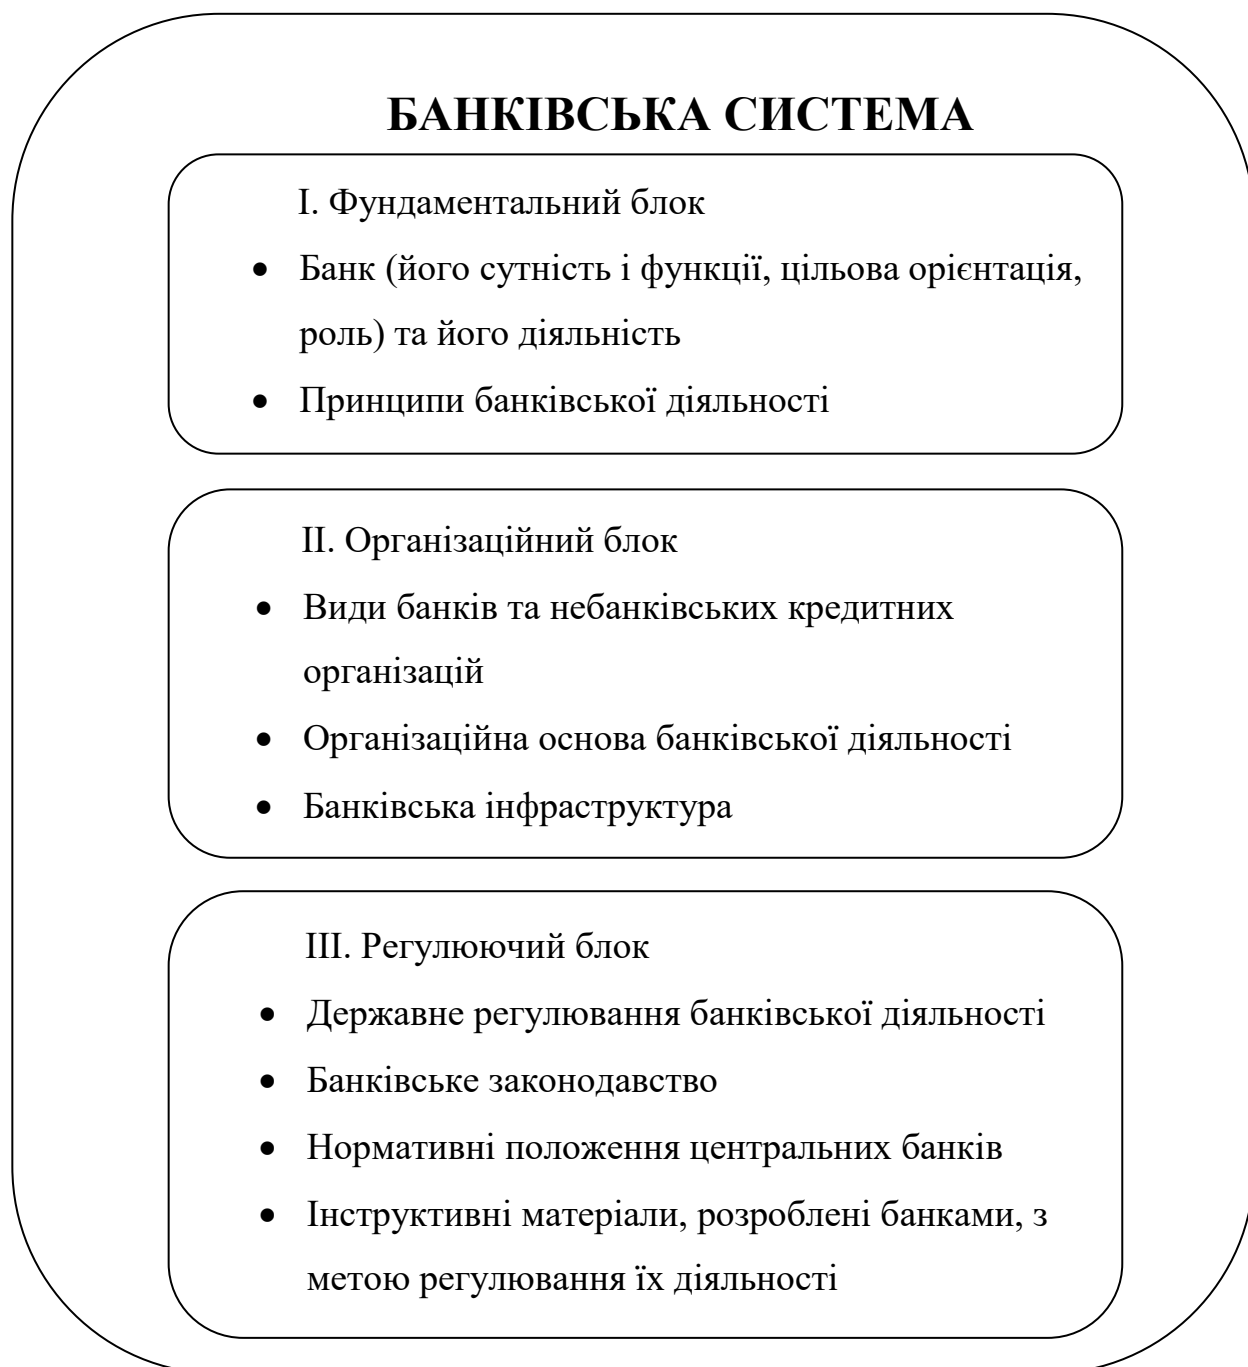 БАНКІВСЬКА СИСТЕМА
І. Фундаментальний блок
• Банк (його сутність і функції, цільова орієнтація,
роль) та його діяльність
• Принципи банківської діяльності
ІІ. Організаційний блок
• Види банків та небанківських кредитних
організацій
• Організаційна основа банківської діяльності
• Банківська інфраструктура
ІІІ. Регулюючий блок
• Державне регулювання банківської діяльності
• Банківське законодавство
• Нормативні положення центральних банків
• Інструктивні матеріали, розроблені банками, з
метою регулювання їх діяльності